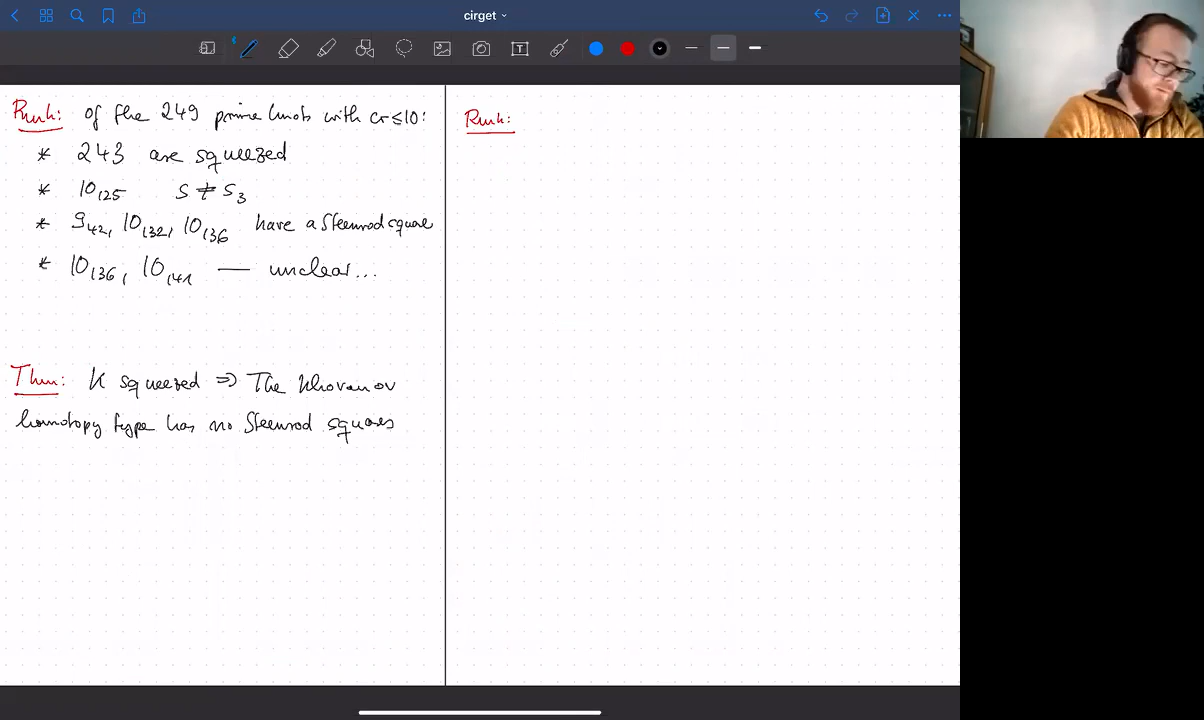 cirget
Rmk: of the 249 prime knots with cr ≤ 10:
* 243 are squeezed
* 10₁₂₅ s ≠ s₃
* 9₄₂, 10₁₃₂, 10₁₃₆ have a Steenrod square
* 10₁₃₆, 10₁₄₁ — unclear...
Thm: K squeezed ⇒ The Khovanov
homotopy type has no Steenrod squares
Rmk: